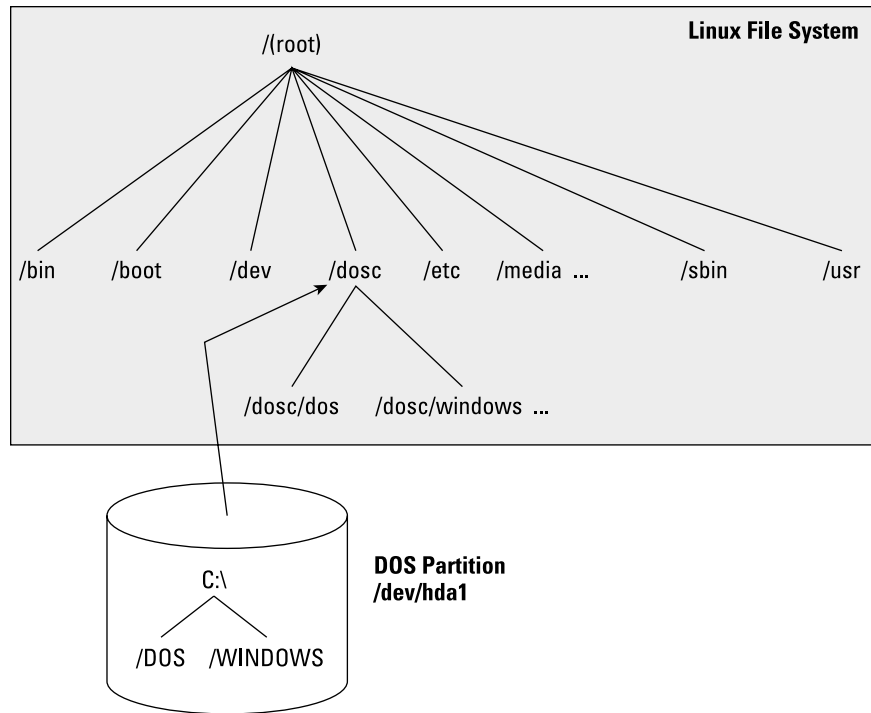 Linux File System
/(root)
/bin /boot /dev /dosc /etc /media ... /sbin /usr
/dosc/dos /dosc/windows ...
DOS Partition
/dev/hda1
C:\
/DOS /WINDOWS